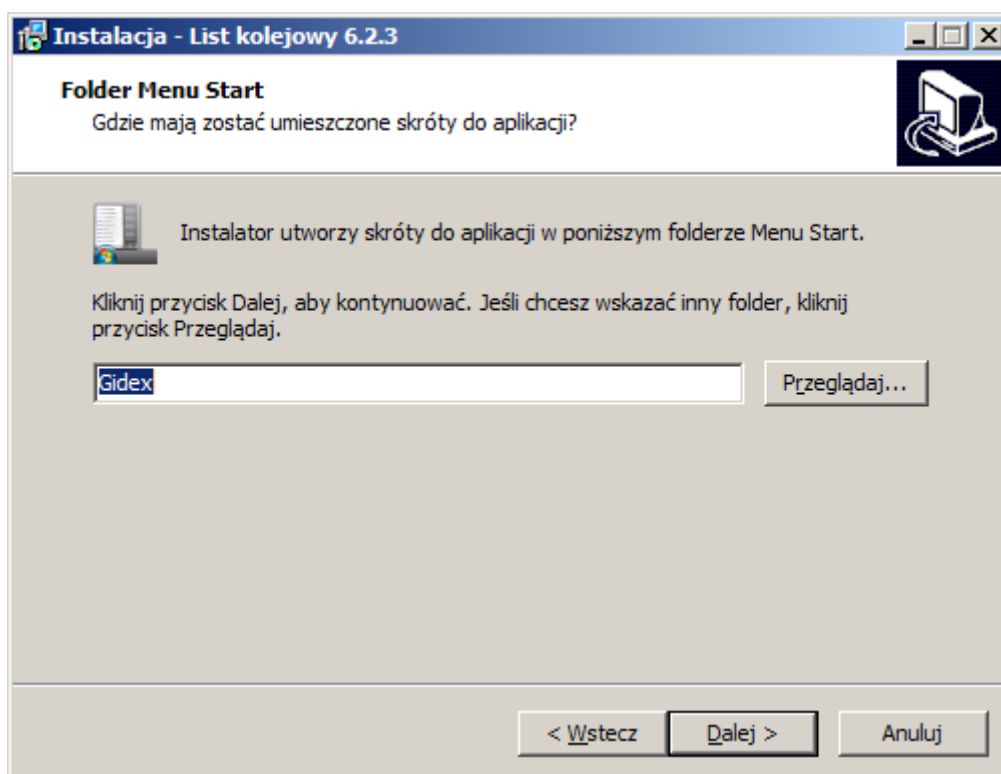 Instalacja - List kolejowy 6.2.3
Folder Menu Start
Gdzie mają zostać umieszczone skróty do aplikacji?
Instalator utworzy skróty do aplikacji w poniższym folderze Menu Start.
Kliknij przycisk Dalej, aby kontynuować. Jeśli chcesz wskazać inny folder, kliknij
przycisk Przeglądaj.
Gidex
Przeglądaj...
< Wstecz
Dalej >
Anuluj